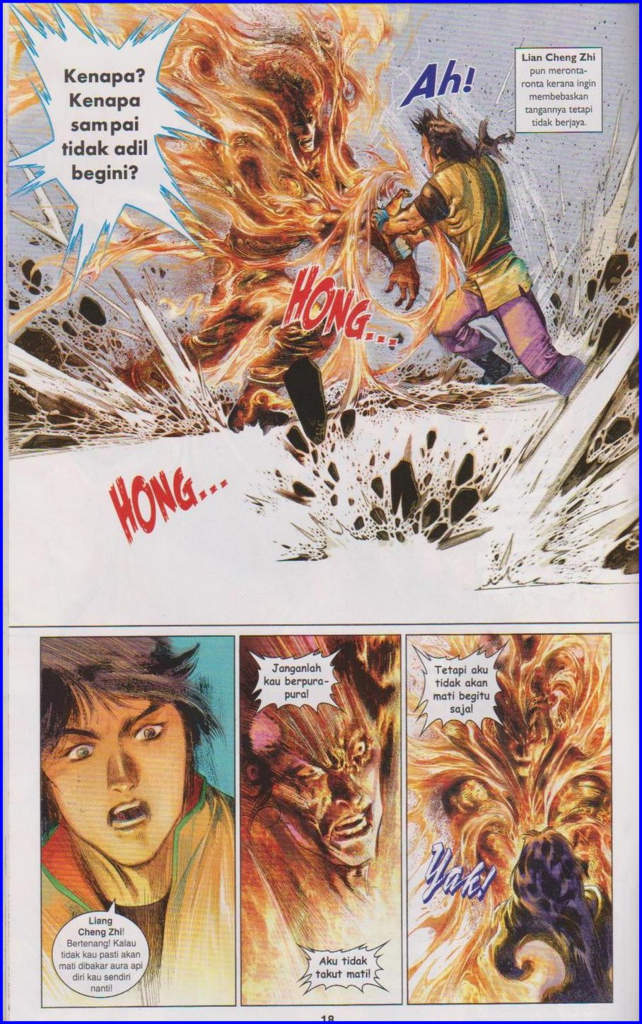 Kenapa?
Kenapa
sampai
tidak adil
begini?
Ah!
Lian Cheng Zhi
pun meronta-
ronta kerana ingin
membebaskan
tangannya tetapi
tidak berjaya.
HONG...
HONG...
Liang
Cheng Zhi!
Bertenang! Kalau
tidak kau pasti akan
mati dibakar aura api
diri kau sendiri
nanti!
Janganlah
kau berpura-
pura!
Aku tidak
takut mati!
Tetapi aku
tidak akan
mati begitu
saja!
Yak!
18